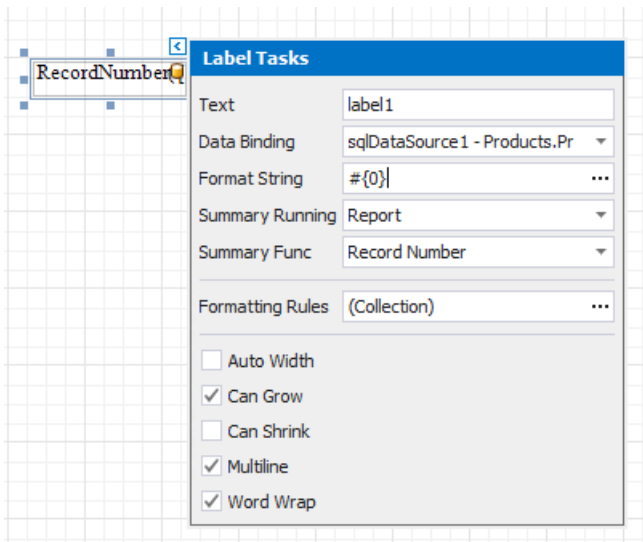 RecordNumber(
Label Tasks
Text label1
Data Binding sqlDataSource1 - Products.Pr
Format String #{0} ...
Summary Running Report
Summary Func Record Number
Formatting Rules (Collection) ...
Auto Width
Can Grow
Can Shrink
Multiline
Word Wrap